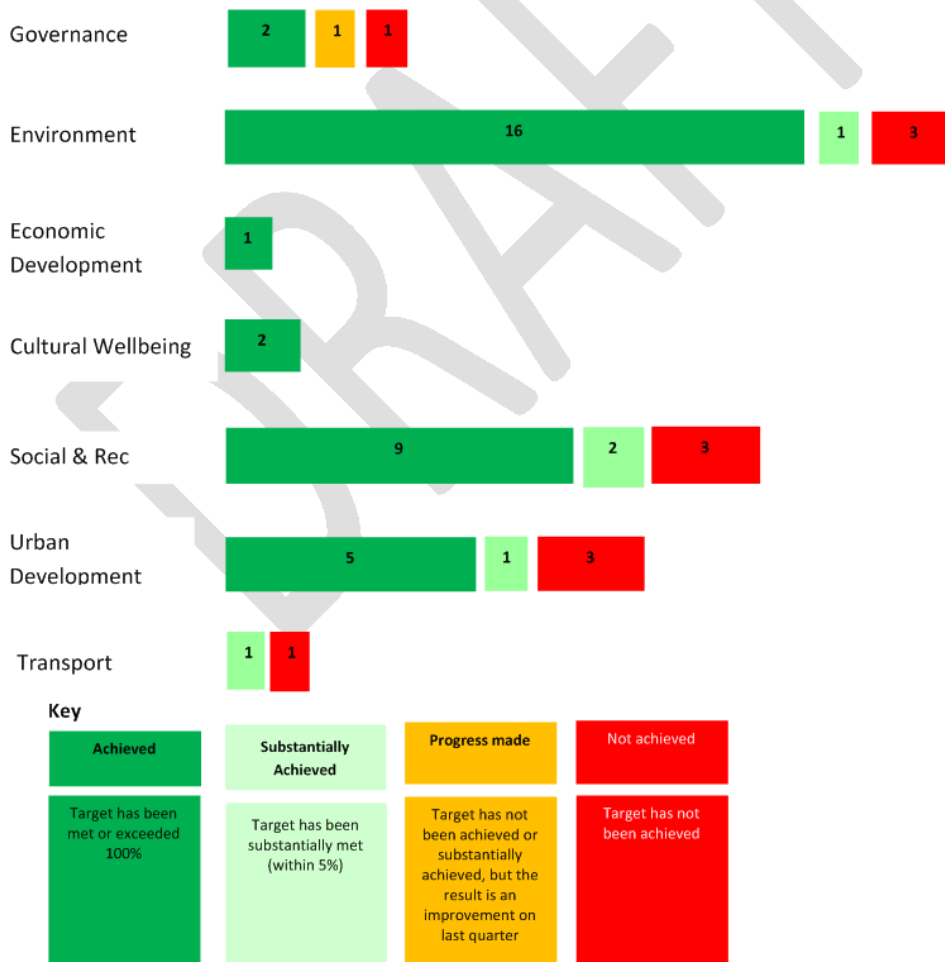 DRAFT
Governance
2 1 1
Environment
16 1 3
Economic
Development
1
Cultural Wellbeing
2
Social & Rec
9 2 3
Urban
Development
5 1 3
Transport
1 1
Key
Achieved
Substantially
Achieved
Progress made
Not achieved
Target has been
met or exceeded
100%
Target has been
substantially met
(within 5%)
Target has not
been achieved or
substantially
achieved, but the
result is an
improvement on
last quarter
Target has not
been achieved